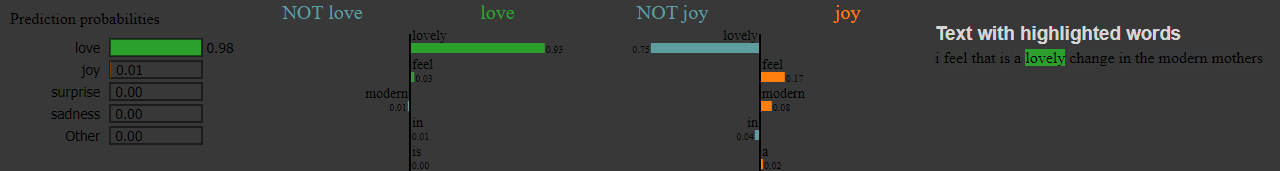 Prediction probabilities
love 0.98
joy 0.01
surprise 0.00
sadness 0.00
Other 0.00
NOT love love
lovely
0.93
feel
0.03
modern
0.01
in
0.01
is
0.00
NOT joy joy
lovely
0.75
feel
0.17
modern
0.08
in
0.04
a
0.02
Text with highlighted words
i feel that is a lovely change in the modern mothers